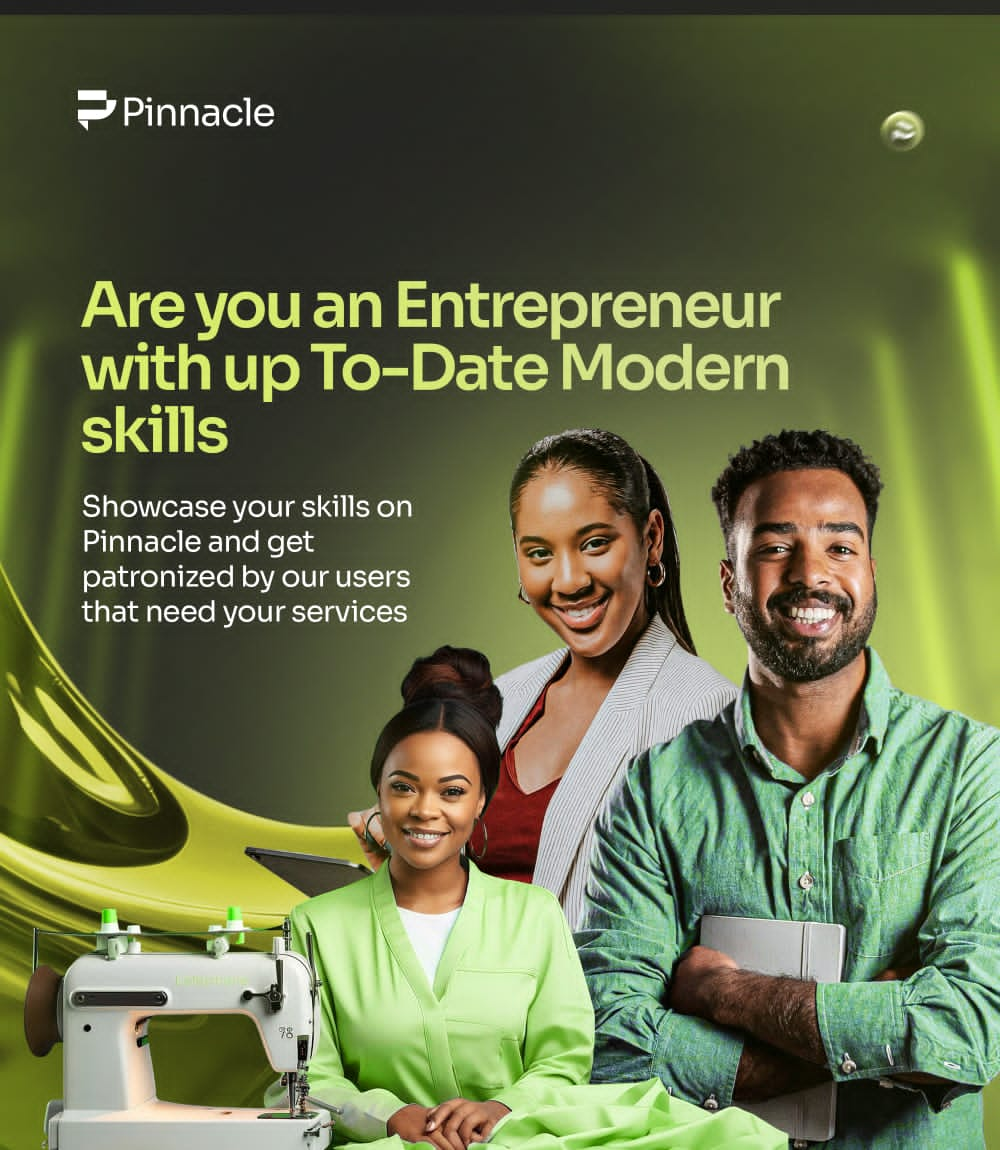 Pinnacle
Are you an Entrepreneur
with up To-Date Modern
skills
Showcase your skills on
Pinnacle and get
patronized by our users
that need your services
78